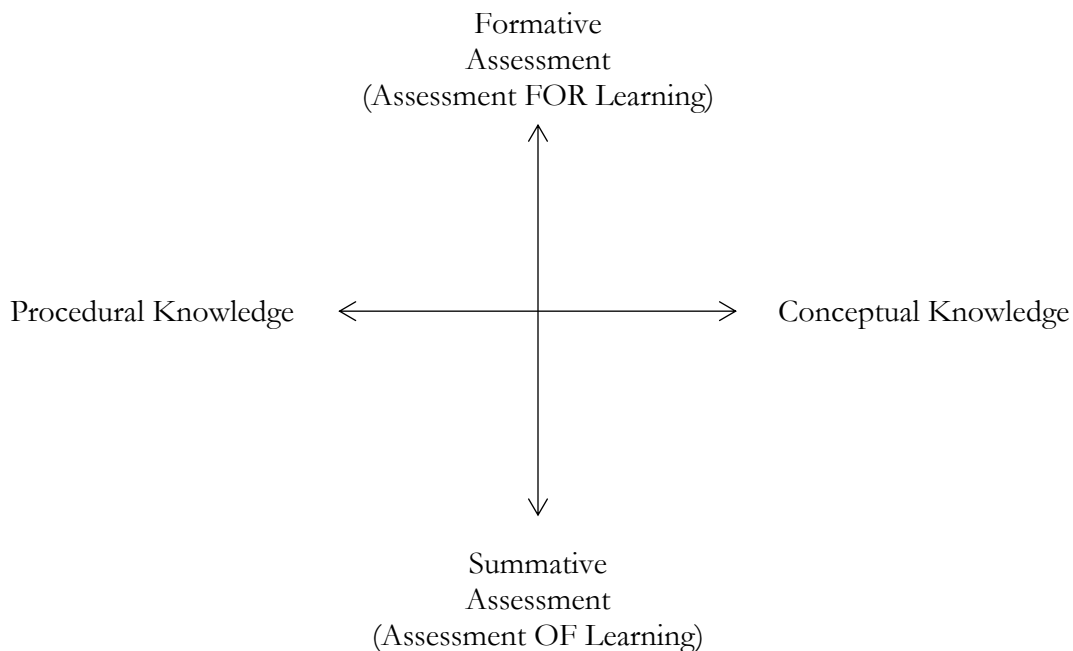 Formative
Assessment
(Assessment FOR Learning)
Procedural Knowledge
Conceptual Knowledge
Summative
Assessment
(Assessment OF Learning)